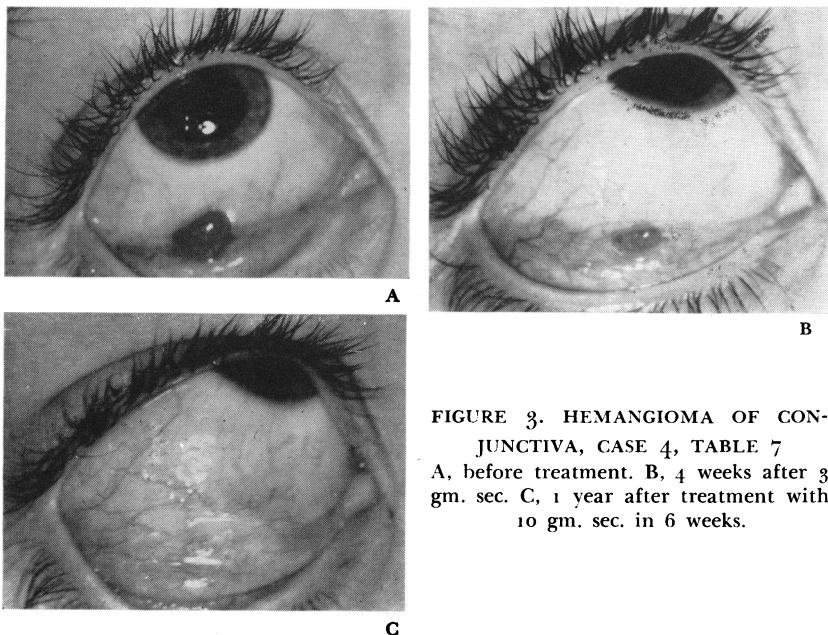 A
B
C
FIGURE 3. HEMANGIOMA OF CON-
JUNCTIVA, CASE 4, TABLE 7
A, before treatment. B, 4 weeks after 3
gm. sec. C, 1 year after treatment with
10 gm. sec. in 6 weeks.